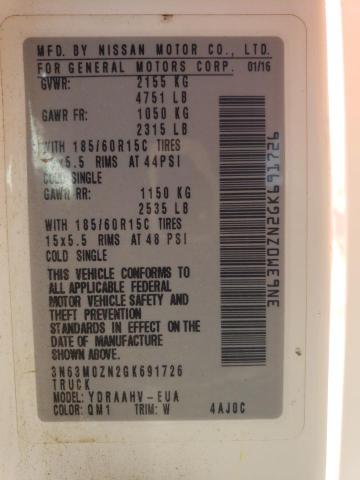 MFD. BY NISSAN MOTOR CO., LTD.
FOR GENERAL MOTORS CORP. 01/16
GVWR: 2155 KG
4751 LB
GAWR FR: 1050 KG
2315 LB
WITH 185/60R15C TIRES
15x5.5 RIMS AT 44PSI
COLD SINGLE
GAWR RR: 1150 KG
2535 LB
WITH 185/60R15C TIRES
15x5.5 RIMS AT 48 PSI
COLD SINGLE
THIS VEHICLE CONFORMS TO
ALL APPLICABLE FEDERAL
MOTOR VEHICLE SAFETY AND
THEFT PREVENTION
STANDARDS IN EFFECT ON THE
DATE OF MANUFACTURE
SHOWN ABOVE.
3N63M0ZN2GK691726
TRUCK
MODEL: YDRAAHV-EUA
COLOR: QM1 TRIM: W 4AJ0C
3N63M0ZN2GK691726